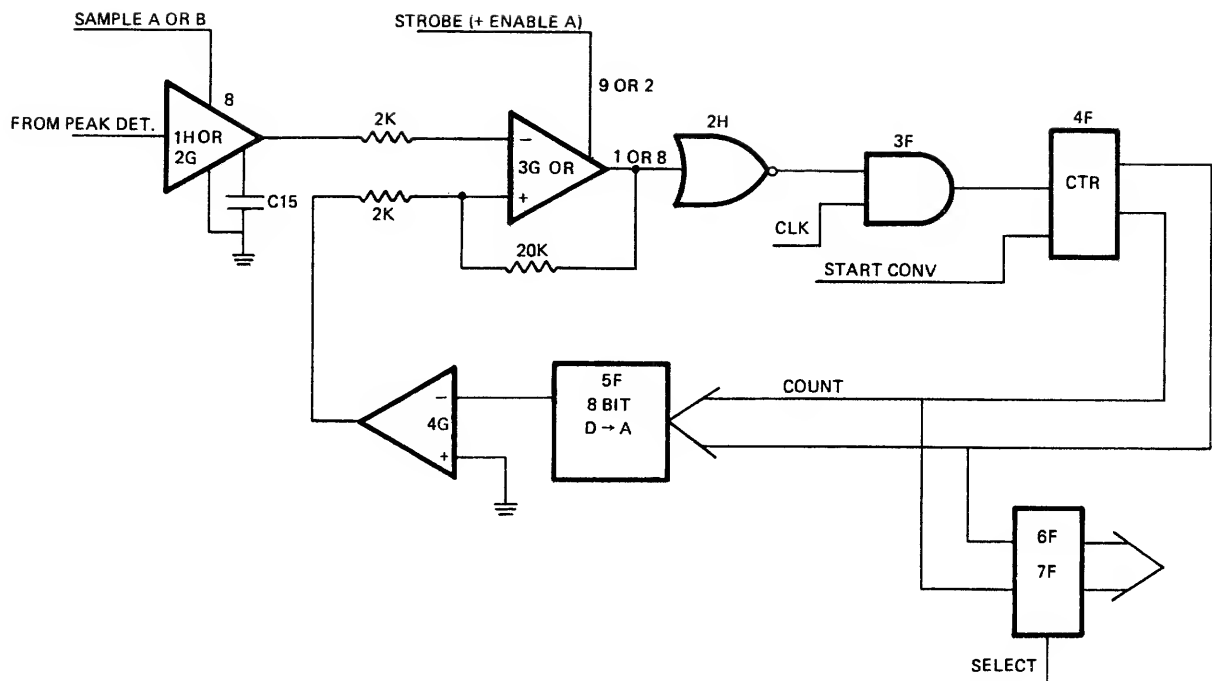 SAMPLE A OR B
STROBE (+ ENABLE A)
8
9 OR 2
FROM PEAK DET.
1H OR
2G
C15
2K
2K
20K
−
3G OR
+
1 OR 8
2H
3F
CLK
4F
CTR
START CONV
−
4G
+
5F
8 BIT
D → A
COUNT
6F
7F
SELECT